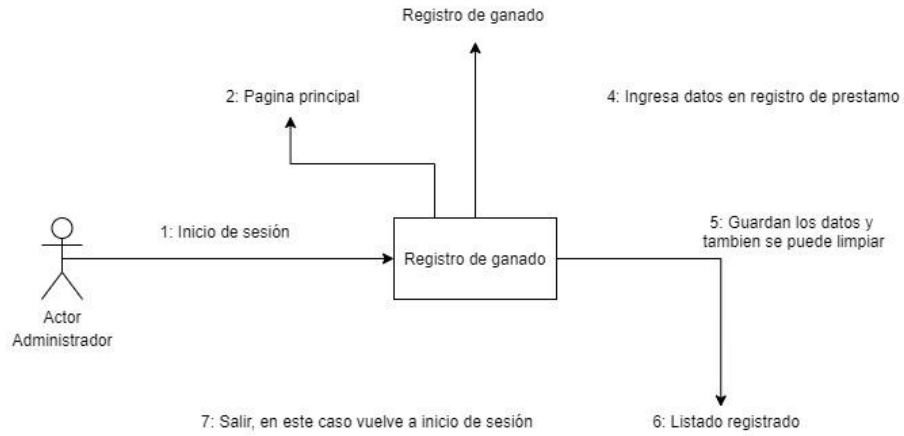 Registro de ganado
2: Pagina principal
4: Ingresa datos en registro de prestamo
1: Inicio de sesión
5: Guardan los datos y
tambien se puede limpiar
Registro de ganado
Actor
Administrador
7: Salir, en este caso vuelve a inicio de sesión
6: Listado registrado